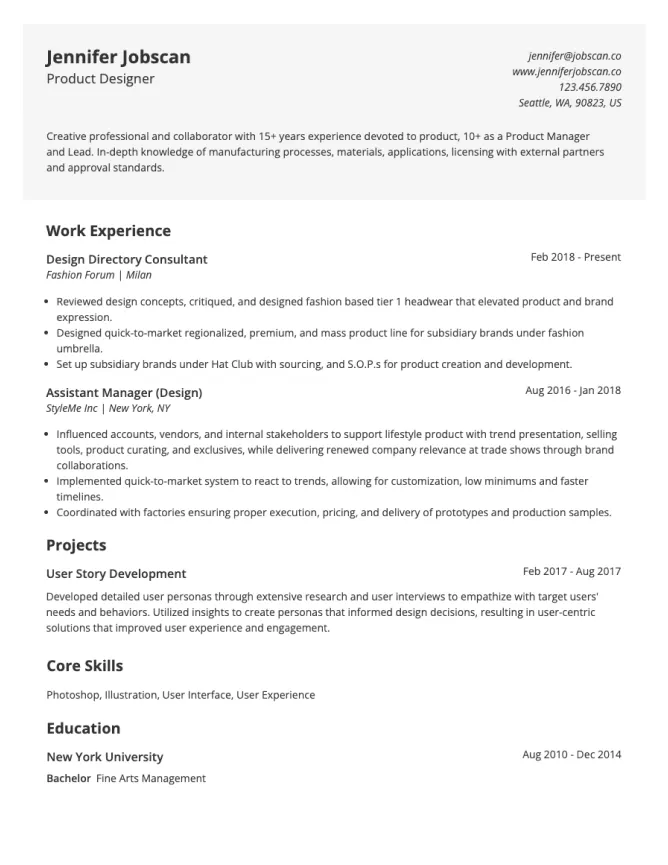 Jennifer Jobscan
Product Designer
jennifer@jobscan.co
www.jenniferjobscan.co
123.456.7890
Seattle, WA, 90823, US
Creative professional and collaborator with 15+ years experience devoted to product, 10+ as a Product Manager
and Lead. In-depth knowledge of manufacturing processes, materials, applications, licensing with external partners
and approval standards.
Work Experience
Design Directory Consultant
Feb 2018 - Present
Fashion Forum | Milan
• Reviewed design concepts, critiqued, and designed fashion based tier 1 headwear that elevated product and brand
expression.
• Designed quick-to-market regionalized, premium, and mass product line for subsidiary brands under fashion
umbrella.
• Set up subsidiary brands under Hat Club with sourcing, and S.O.P.s for product creation and development.
Assistant Manager (Design)
Aug 2016 - Jan 2018
StyleMe Inc | New York, NY
• Influenced accounts, vendors, and internal stakeholders to support lifestyle product with trend presentation, selling
tools, product curating, and exclusives, while delivering renewed company relevance at trade shows through brand
collaborations.
• Implemented quick-to-market system to react to trends, allowing for customization, low minimums and faster
timelines.
• Coordinated with factories ensuring proper execution, pricing, and delivery of prototypes and production samples.
Projects
User Story Development
Feb 2017 - Aug 2017
Developed detailed user personas through extensive research and user interviews to empathize with target users'
needs and behaviors. Utilized insights to create personas that informed design decisions, resulting in user-centric
solutions that improved user experience and engagement.
Core Skills
Photoshop, Illustration, User Interface, User Experience
Education
New York University
Aug 2010 - Dec 2014
Bachelor Fine Arts Management